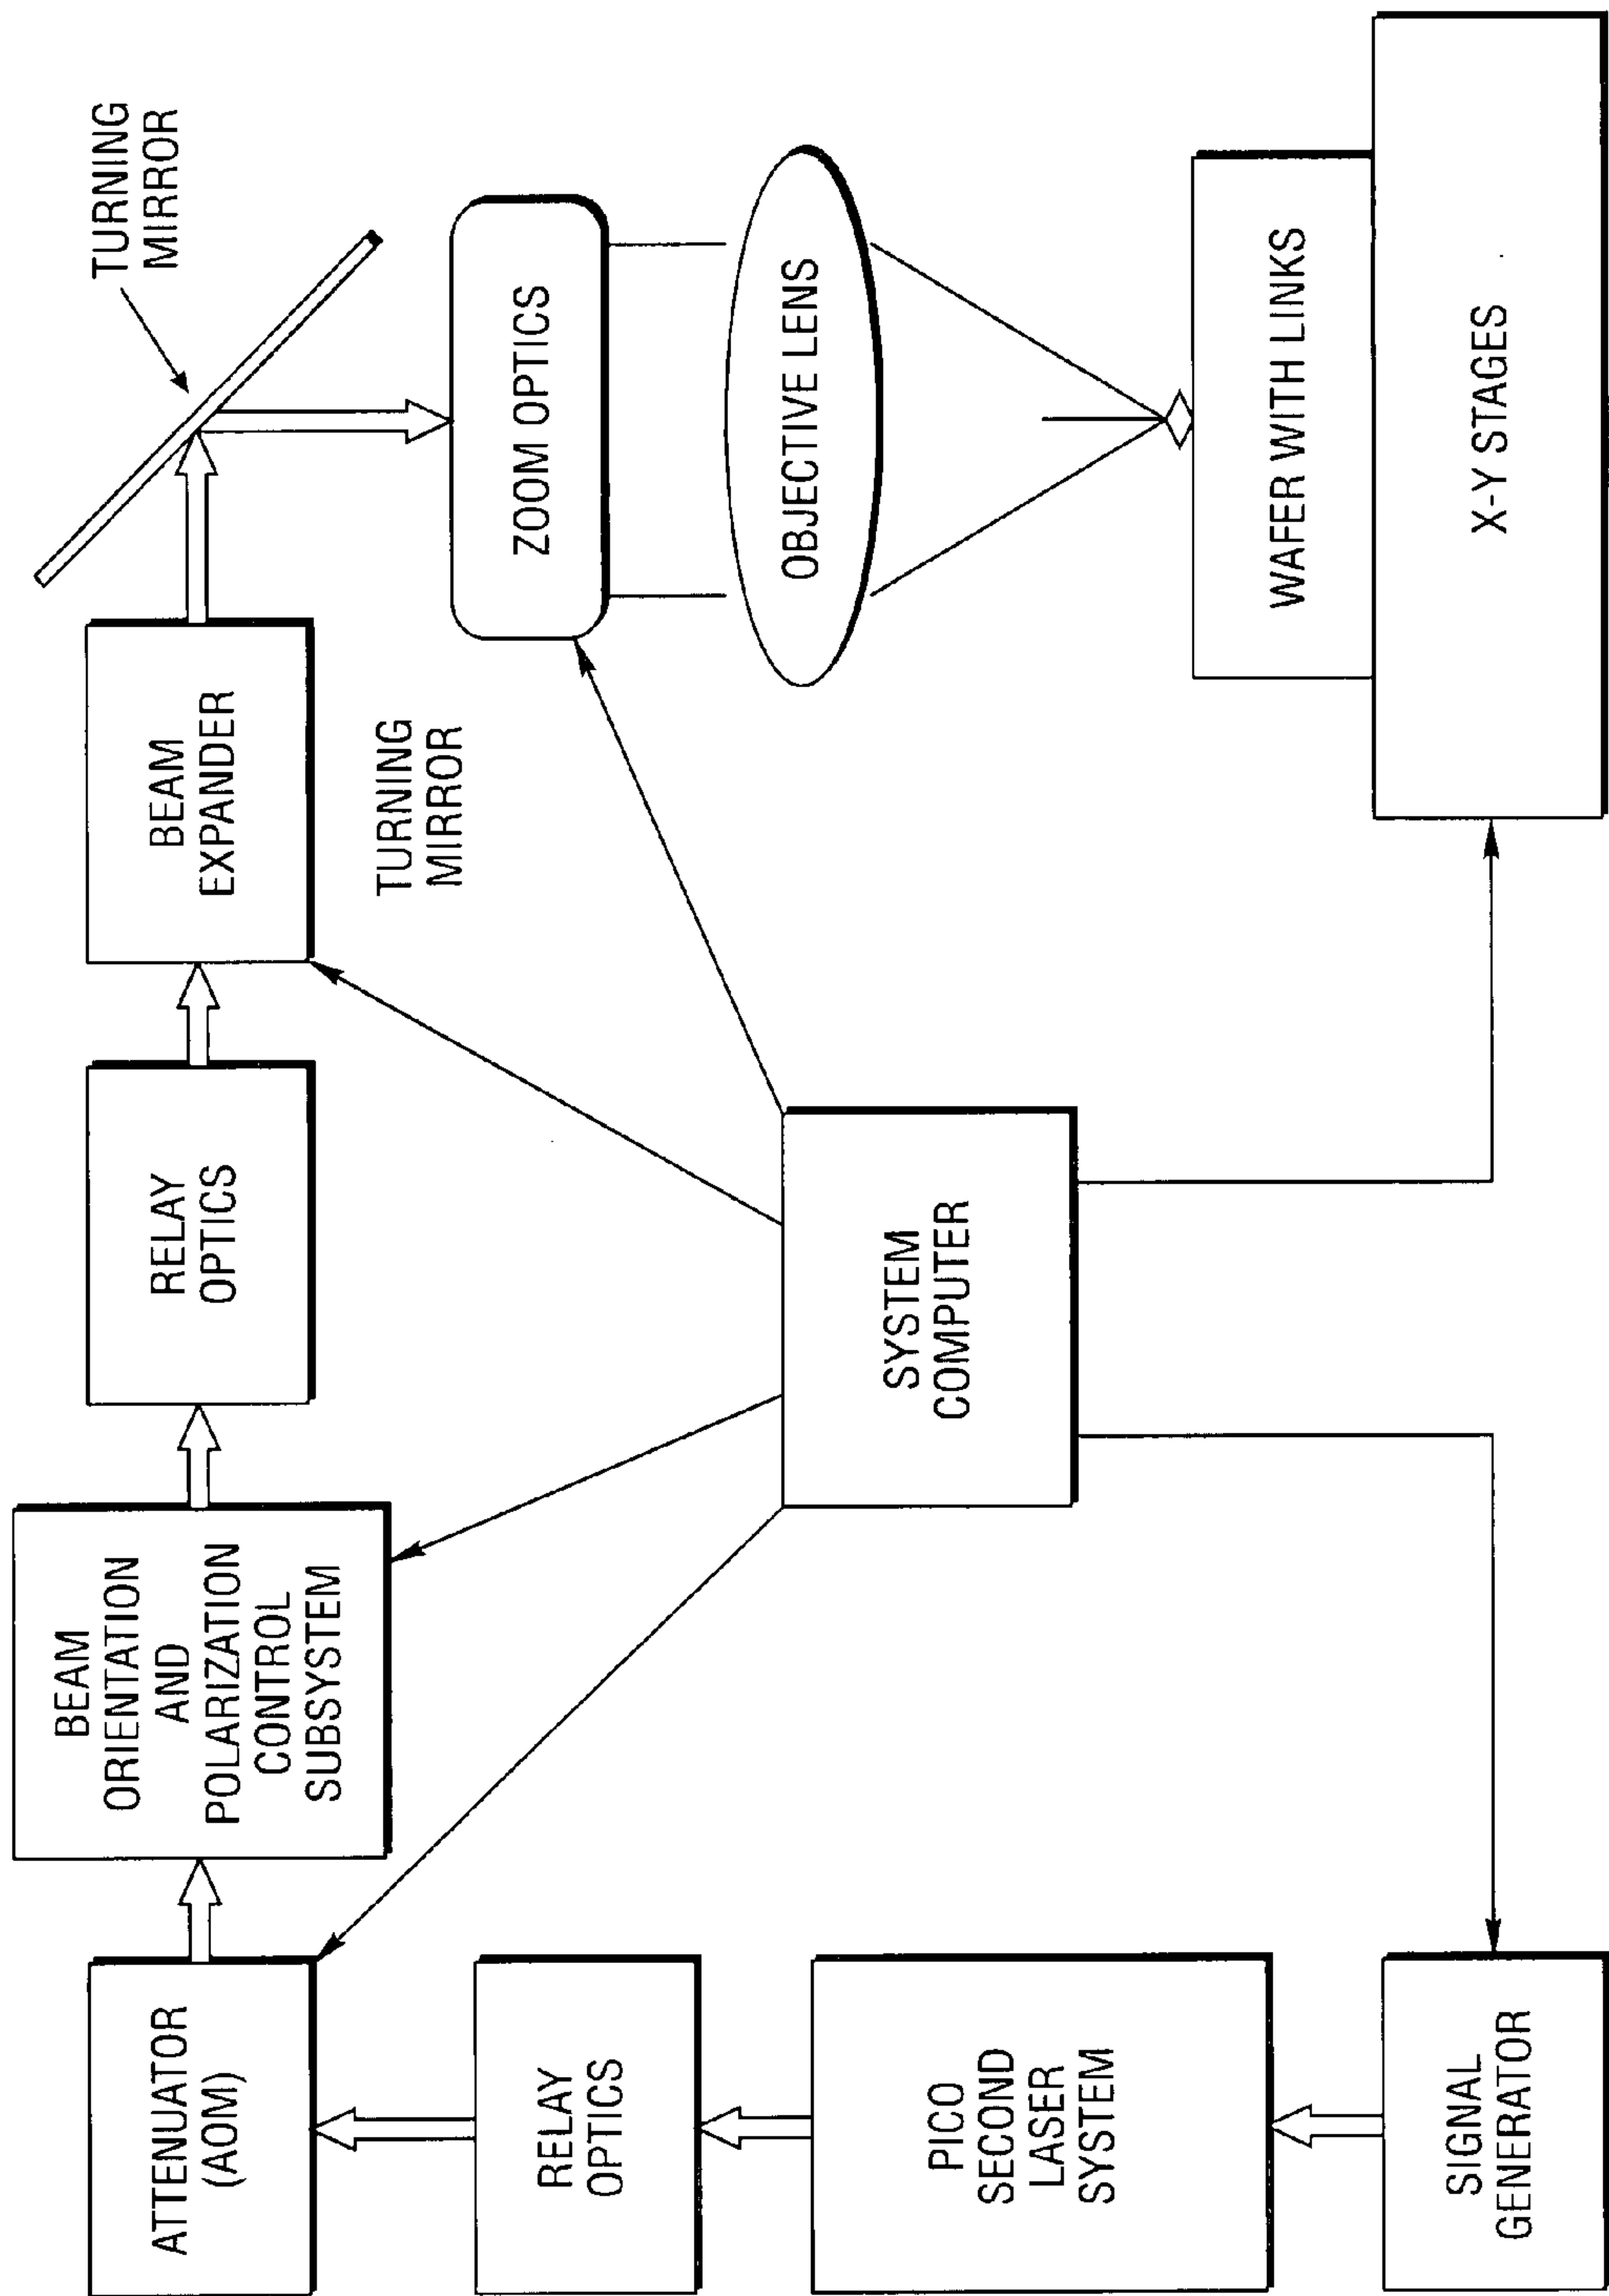 ATTENUATOR
(AOM)
BEAM
ORIENTATION
AND
POLARIZATION
CONTROL
SUBSYSTEM
RELAY
OPTICS
BEAM
EXPANDER
TURNING
MIRROR
RELAY
OPTICS
TURNING
MIRROR
ZOOM OPTICS
PICO
SECOND
LASER
SYSTEM
SYSTEM
COMPUTER
OBJECTIVE LENS
SIGNAL
GENERATOR
WAFER WITH LINKS
X-Y STAGES